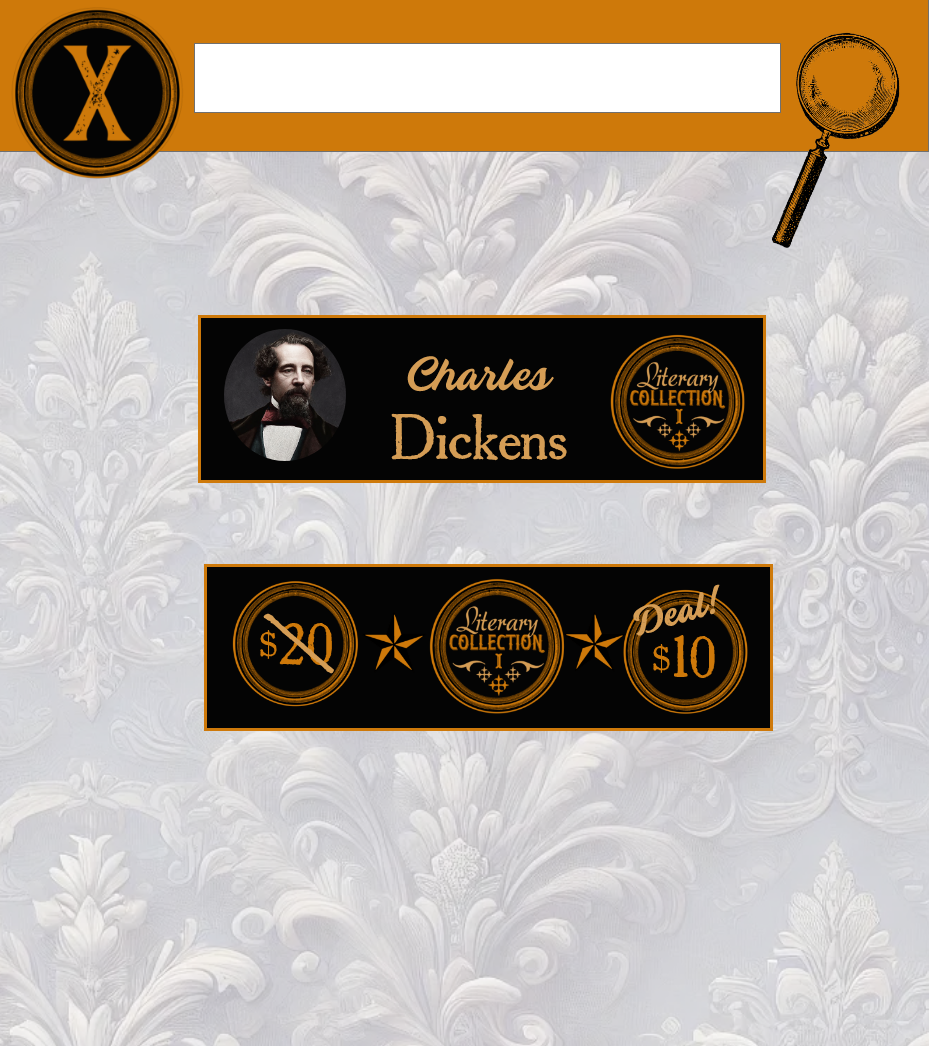 X
Charles
Dickens
Literary
COLLECTION
I
$20
Literary
COLLECTION
I
Deal!
$10